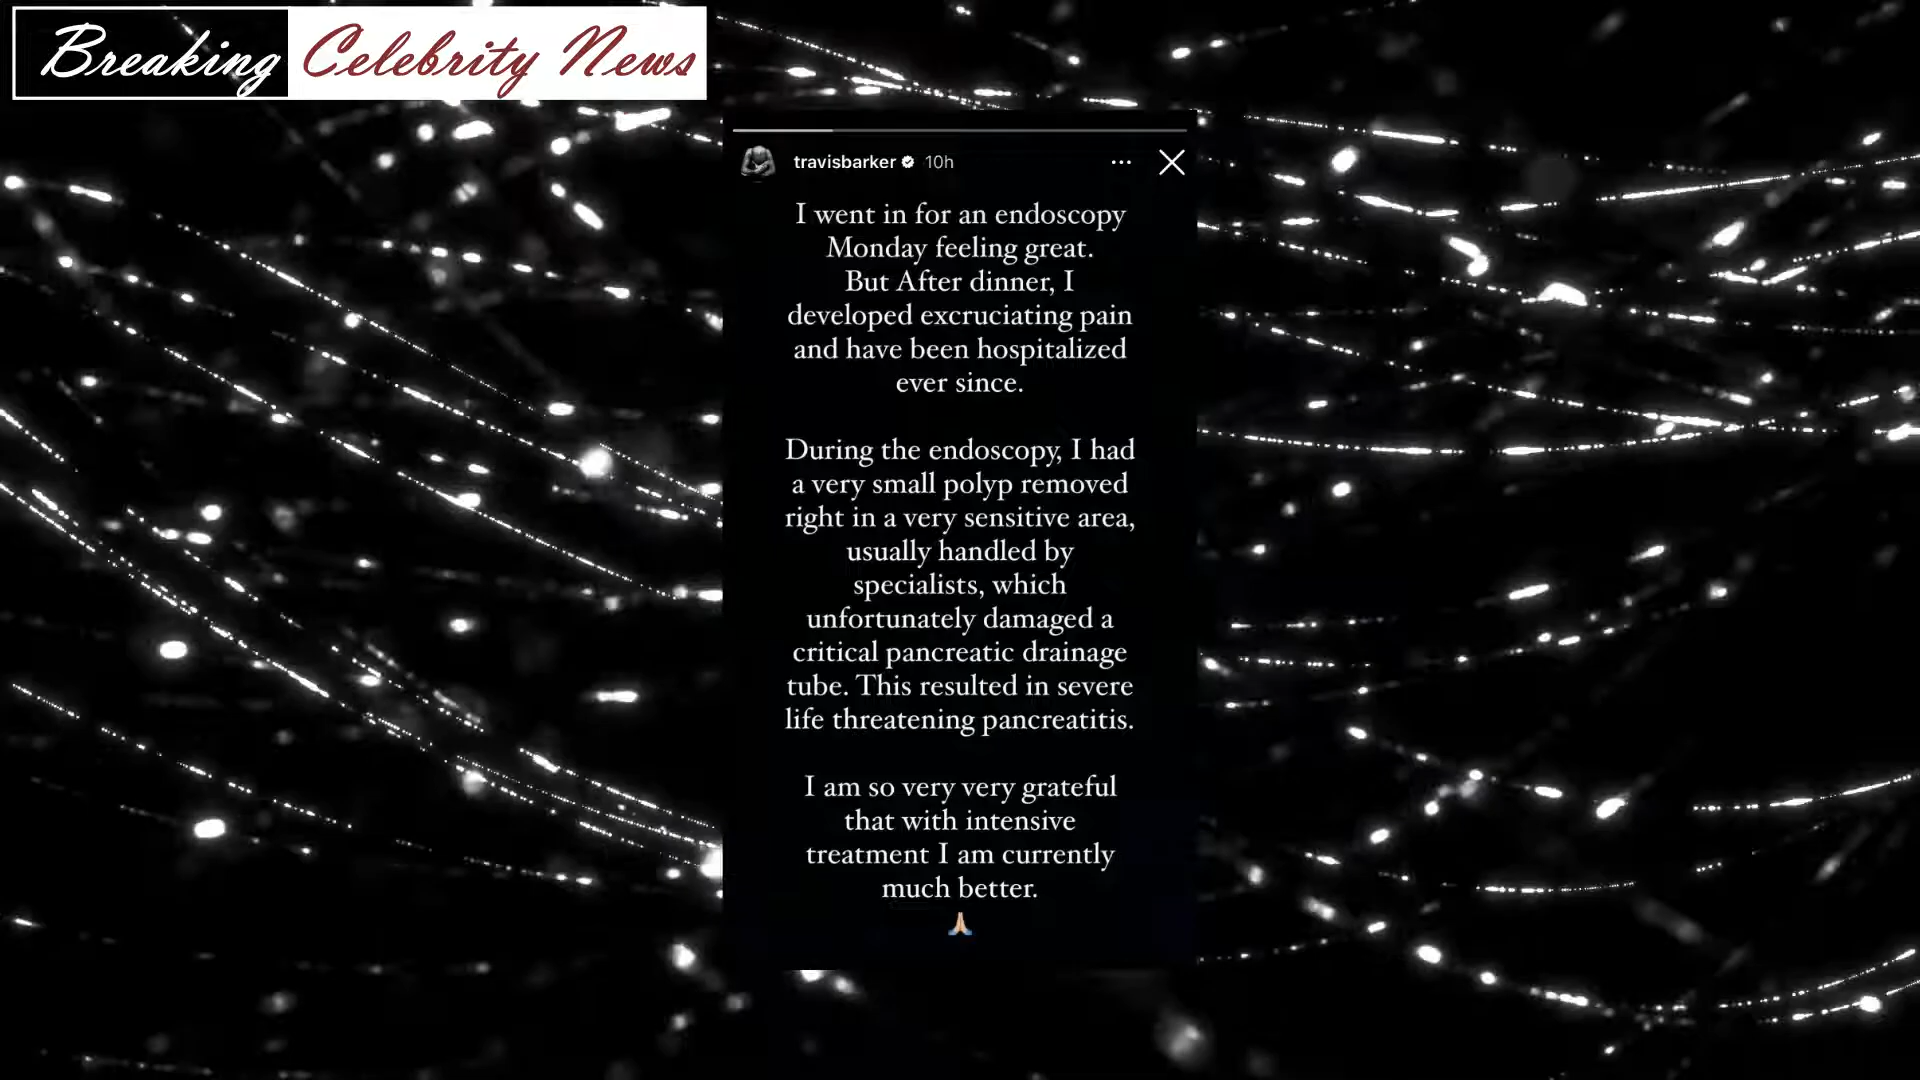 Breaking Celebrity News
travisbarker 10h
I went in for an endoscopy
Monday feeling great.
But After dinner, I
developed excruciating pain
and have been hospitalized
ever since.
During the endoscopy, I had
a very small polyp removed
right in a very sensitive area,
usually handled by
specialists, which
unfortunately damaged a
critical pancreatic drainage
tube. This resulted in severe
life threatening pancreatitis.
I am so very very grateful
that with intensive
treatment I am currently
much better.
🙏🏼